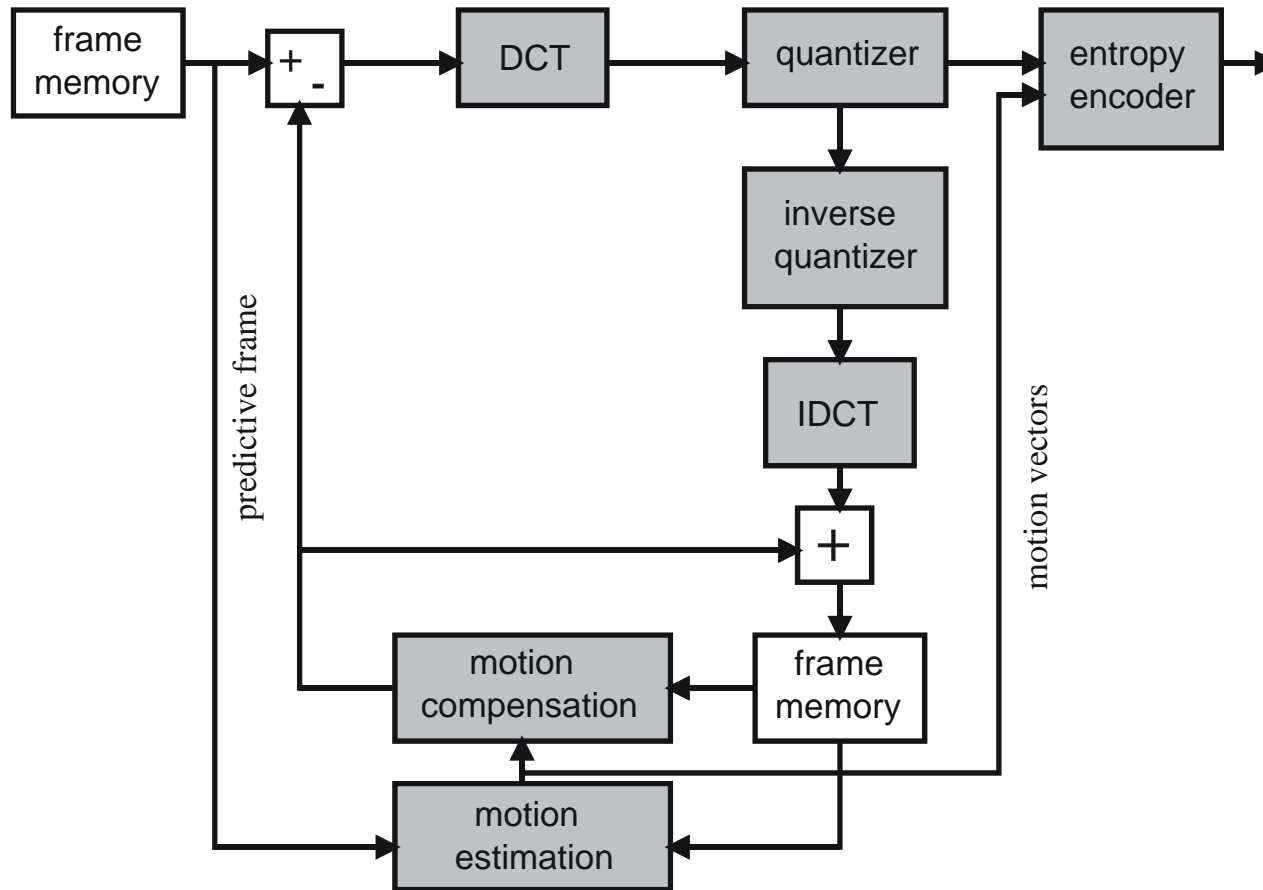 frame
memory
+
-
DCT
quantizer
entropy
encoder
inverse
quantizer
predictive frame
IDCT
motion vectors
+
motion
compensation
frame
memory
motion
estimation